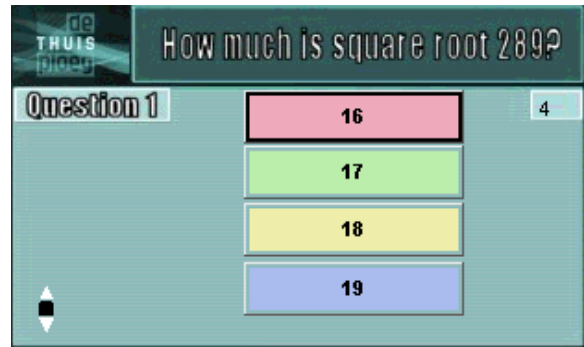 de
THUIS
ploeg
How much is square root 289?
Question 1
16
4
17
18
19